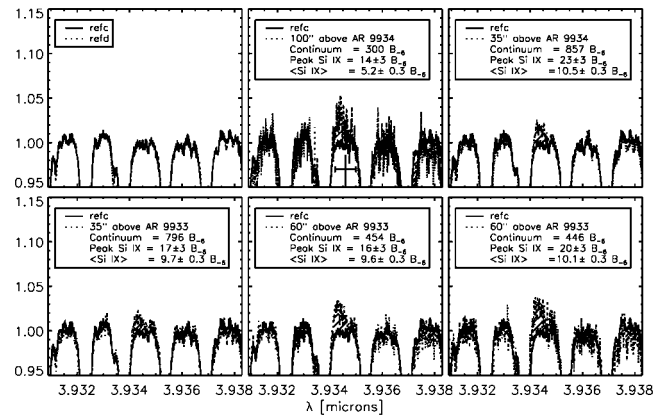 1.15
1.10
1.05
1.00
0.95
refc
refd
refc
100" above AR 9934
Continuum = 300 B₋₆
Peak Si IX = 14±3 B₋₆
<Si IX> = 5.2± 0.3 B₋₆
refc
35" above AR 9934
Continuum = 857 B₋₆
Peak Si IX = 23±3 B₋₆
<Si IX> =10.5± 0.3 B₋₆
1.15
1.10
1.05
1.00
0.95
refc
35" above AR 9933
Continuum = 796 B₋₆
Peak Si IX = 17±3 B₋₆
<Si IX> = 9.7± 0.3 B₋₆
refc
60" above AR 9933
Continuum = 454 B₋₆
Peak Si IX = 16±3 B₋₆
<Si IX> = 9.6± 0.3 B₋₆
refc
60" above AR 9933
Continuum = 446 B₋₆
Peak Si IX = 20±3 B₋₆
<Si IX> =10.1± 0.3 B₋₆
3.932 3.934 3.936 3.938 3.932 3.934 3.936 3.938 3.932 3.934 3.936 3.938
λ [microns]